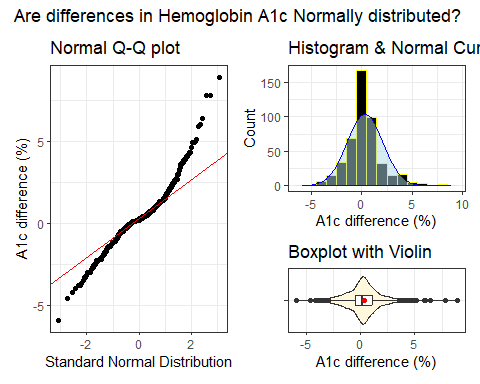 Are differences in Hemoglobin A1c Normally distributed?
Normal Q-Q plot
A1c difference (%)
5
0
-5
-2
0
2
Standard Normal Distribution
Histogram & Normal Cur
Count
150
100
50
0
-5
0
5
10
A1c difference (%)
Boxplot with Violin
-5
0
5
A1c difference (%)